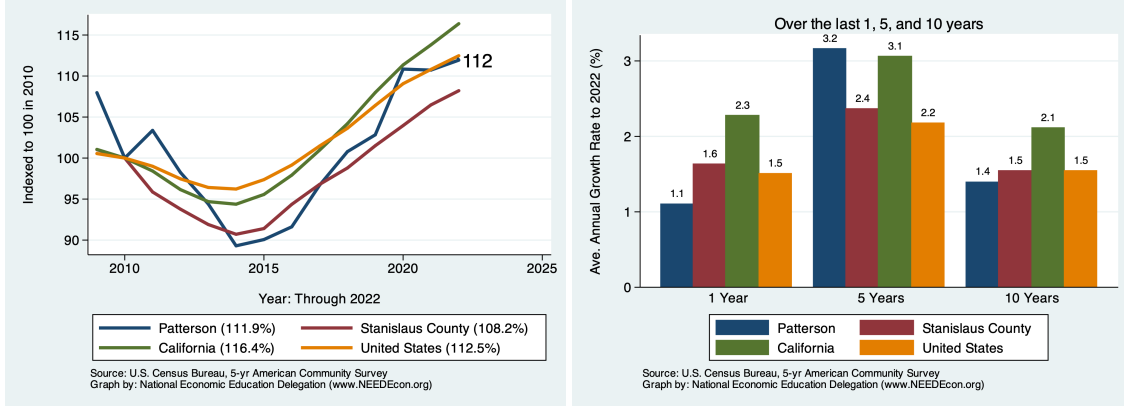 Indexed to 100 in 2010
115
110
105
100
95
90
112
2010
2015
2020
2025
Year: Through 2022
Patterson (111.9%)
Stanislaus County (108.2%)
California (116.4%)
United States (112.5%)
Source: U.S. Census Bureau, 5-yr American Community Survey
Graph by: National Economic Education Delegation (www.NEEDEcon.org)
Over the last 1, 5, and 10 years
Ave. Annual Growth Rate to 2022 (%)
3
2
1
0
1.1
1.6
2.3
1.5
3.2
2.4
3.1
2.2
1.4
1.5
2.1
1.5
1 Year
5 Years
10 Years
Patterson
Stanislaus County
California
United States
Source: U.S. Census Bureau, 5-yr American Community Survey
Graph by: National Economic Education Delegation (www.NEEDEcon.org)